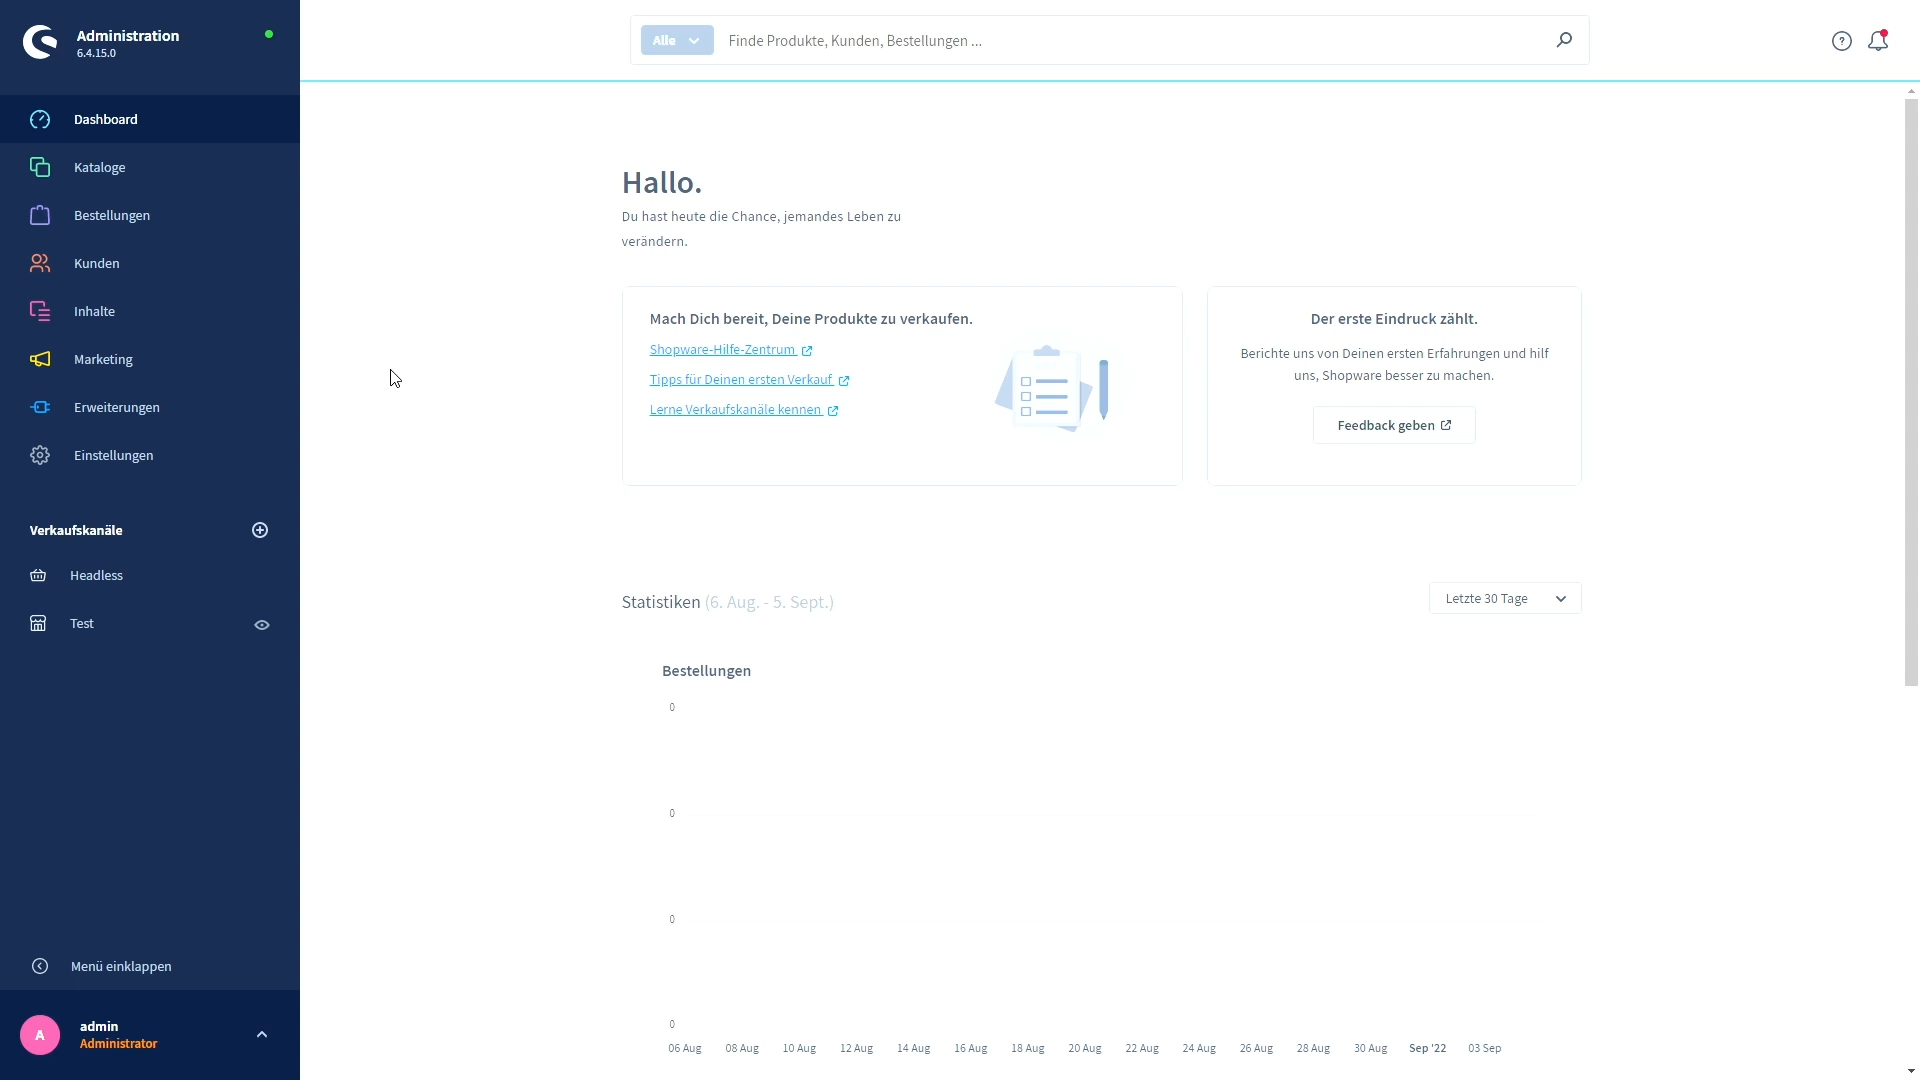 Administration
6.4.15.0
Dashboard
Kataloge
Bestellungen
Kunden
Inhalte
Marketing
Erweiterungen
Einstellungen
Verkaufskanäle
Headless
Test
Menü einklappen
A
admin
Administrator
Alle
Finde Produkte, Kunden, Bestellungen ...
Hallo.
Du hast heute die Chance, jemandes Leben zu
verändern.
Mach Dich bereit, Deine Produkte zu verkaufen.
Shopware-Hilfe-Zentrum
Tipps für Deinen ersten Verkauf
Lerne Verkaufskanäle kennen
Der erste Eindruck zählt.
Berichte uns von Deinen ersten Erfahrungen und hilf
uns, Shopware besser zu machen.
Feedback geben
Statistiken (6. Aug. - 5. Sept.)
Letzte 30 Tage
Bestellungen
0
0
0
0
06 Aug 08 Aug 10 Aug 12 Aug 14 Aug 16 Aug 18 Aug 20 Aug 22 Aug 24 Aug 26 Aug 28 Aug 30 Aug Sep '22 03 Sep